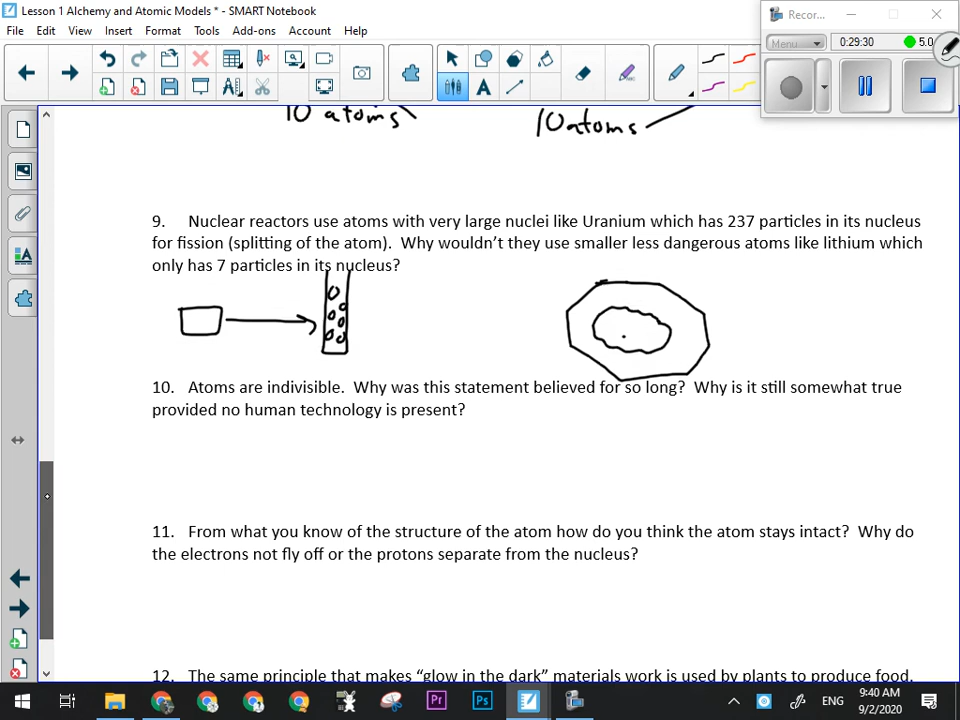 Lesson 1 Alchemy and Atomic Models * - SMART Notebook
Recor...
File Edit View Insert Format Tools Add-ons Account Help
Menu 0:29:30 5.0
10 atoms
10 atoms
9. Nuclear reactors use atoms with very large nuclei like Uranium which has 237 particles in its nucleus
for fission (splitting of the atom). Why wouldn't they use smaller less dangerous atoms like lithium which
only has 7 particles in its nucleus?
10. Atoms are indivisible. Why was this statement believed for so long? Why is it still somewhat true
provided no human technology is present?
11. From what you know of the structure of the atom how do you think the atom stays intact? Why do
the electrons not fly off or the protons separate from the nucleus?
12. The same principle that makes "glow in the dark" materials work is used by plants to produce food.
Pr Ps ENG 9:40 AM
9/2/2020